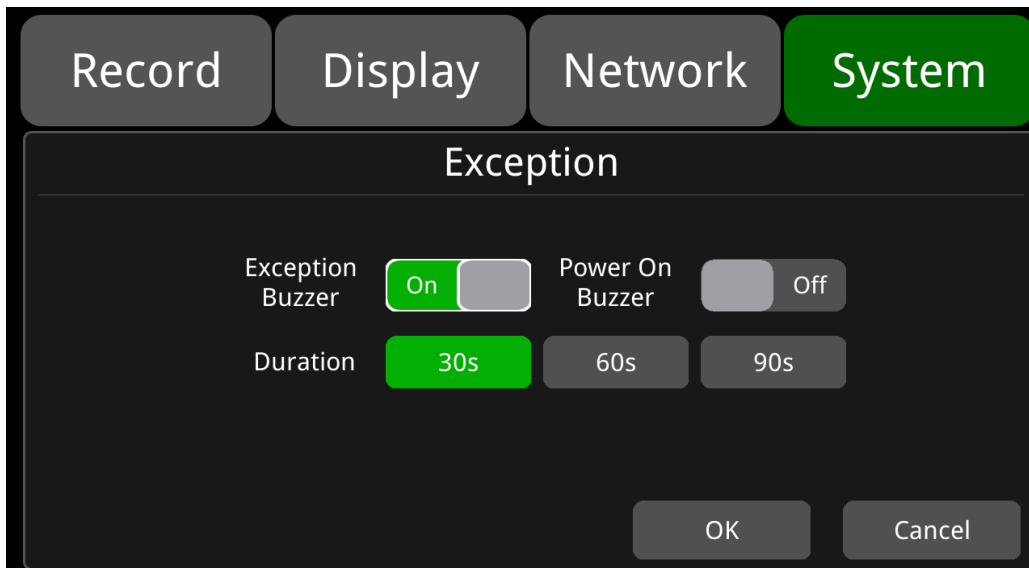 Record Display Network System
Exception
Exception Buzzer On Power On Buzzer Off
Duration 30s 60s 90s
OK Cancel